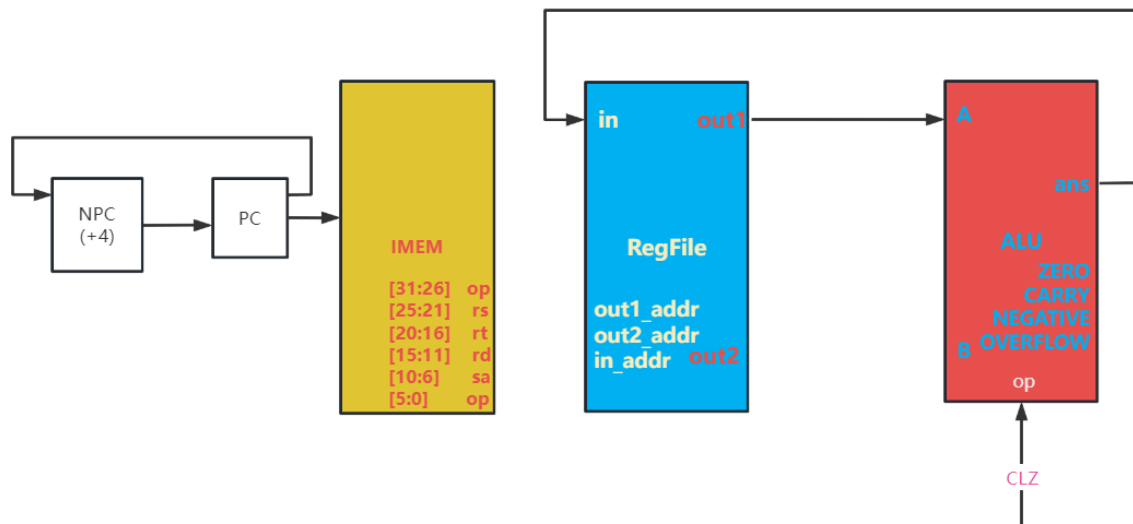 NPC
(+4)
PC
IMEM
[31:26] op
[25:21] rs
[20:16] rt
[15:11] rd
[10:6] sa
[5:0] op
in
out1
RegFile
out1_addr
out2_addr
in_addr
out2
A
ans
ALU
ZERO
CARRY
NEGATIVE
OVERFLOW
B
op
CLZ